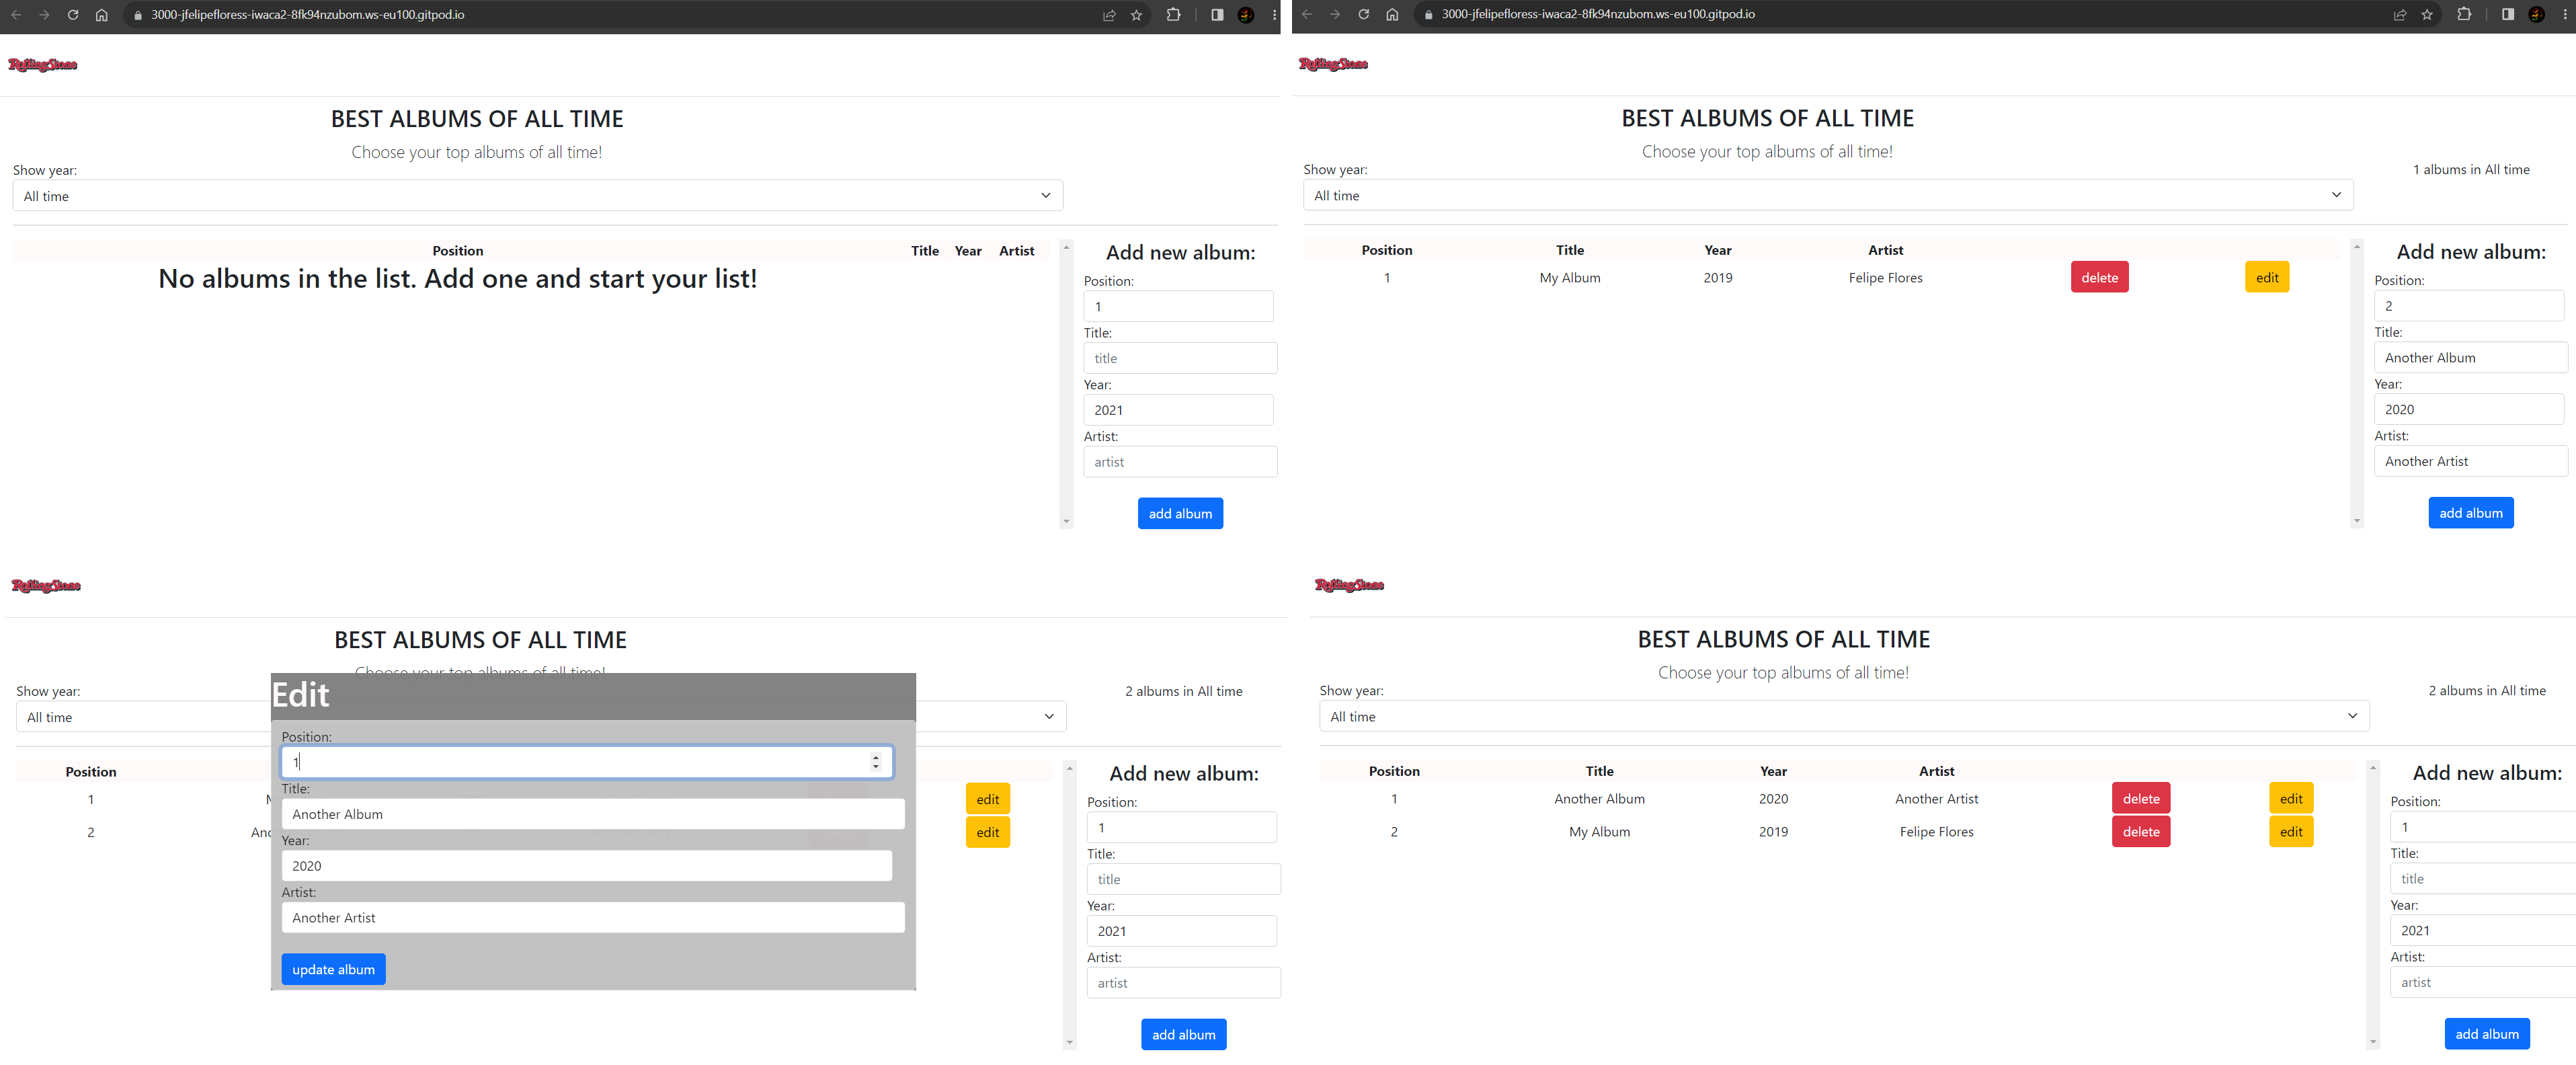 3000-jfelipefloress-iwaca2-8fk94nzubom.ws-eu100.gitpod.io
RollingStone
BEST ALBUMS OF ALL TIME
Choose your top albums of all time!
Show year:
All time
Position Title Year Artist
No albums in the list. Add one and start your list!
Add new album:
Position:
1
Title:
title
Year:
2021
Artist:
artist
add album
3000-jfelipefloress-iwaca2-8fk94nzubom.ws-eu100.gitpod.io
RollingStone
BEST ALBUMS OF ALL TIME
Choose your top albums of all time!
Show year:
1 albums in All time
All time
Position Title Year Artist
1 My Album 2019 Felipe Flores delete edit
Add new album:
Position:
2
Title:
Another Album
Year:
2020
Artist:
Another Artist
add album
RollingStone
BEST ALBUMS OF ALL TIME
Choose your top albums of all time!
Show year:
2 albums in All time
All time
Position
1 M edit
2 Ano edit
Edit
Position:
1
Title:
Another Album
Year:
2020
Artist:
Another Artist
update album
Add new album:
Position:
1
Title:
title
Year:
2021
Artist:
artist
add album
RollingStone
BEST ALBUMS OF ALL TIME
Choose your top albums of all time!
Show year:
2 albums in All time
All time
Position Title Year Artist
1 Another Album 2020 Another Artist delete edit
2 My Album 2019 Felipe Flores delete edit
Add new album:
Position:
1
Title:
title
Year:
2021
Artist:
artist
add album